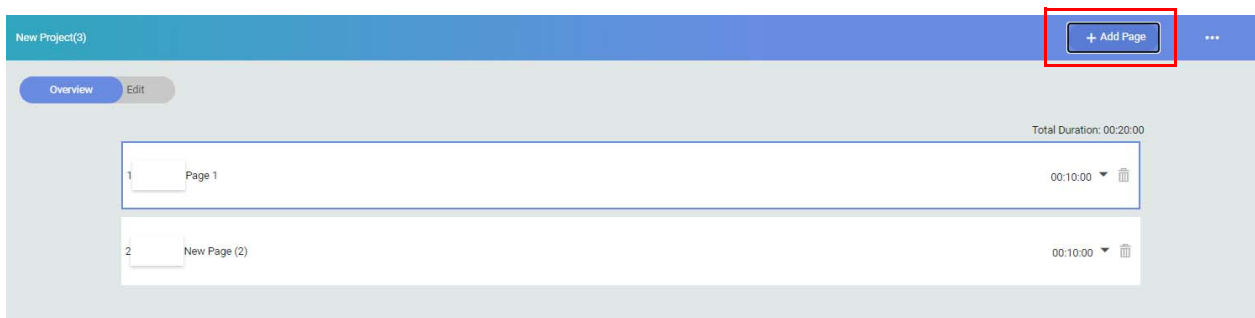 New Project(3)
+ Add Page
Overview Edit
Total Duration: 00:20:00
1 Page 1 00:10:00
2 New Page (2) 00:10:00